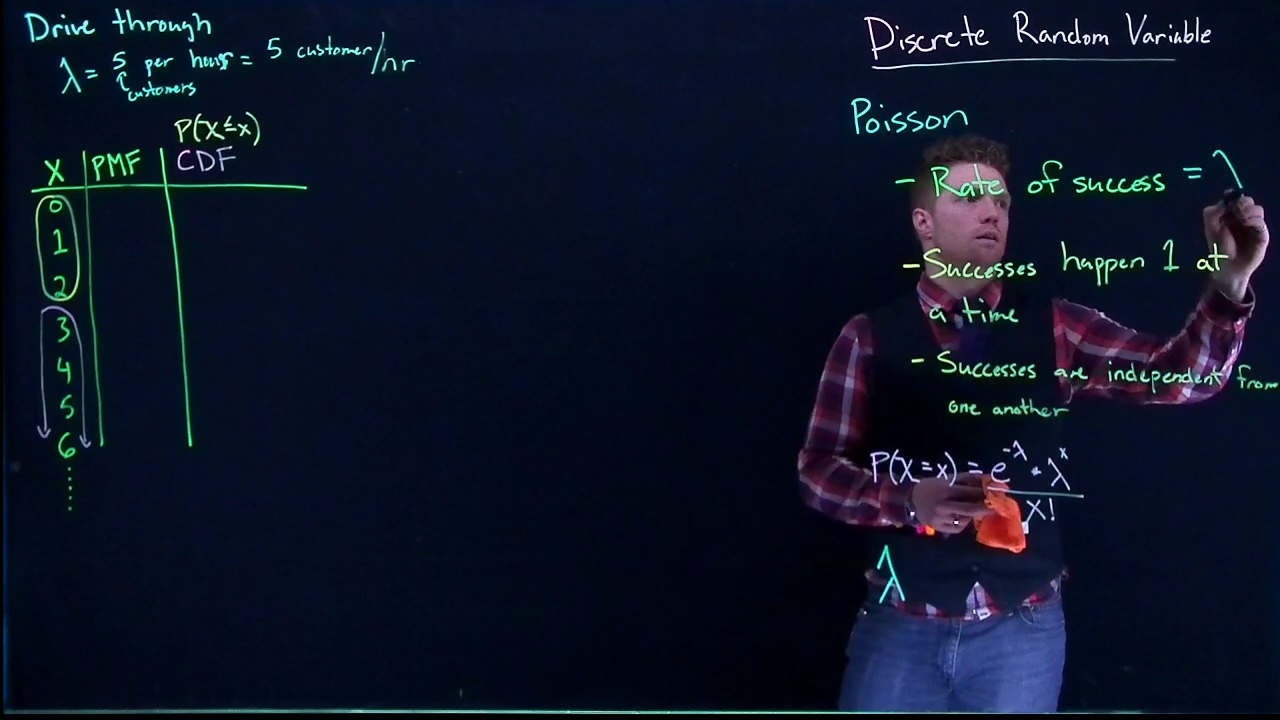 Drive through
λ = 5 per hour = 5 customer/hr
customers
P(X≤x)
X PMF CDF
0
1
2
3
4
5
6
Discrete Random Variable
Poisson
- Rate of success = λ
- Successes happen 1 at
a time
- Successes are independent from
one another
P(X=x) = e^-λ · λ^x
x!
λ